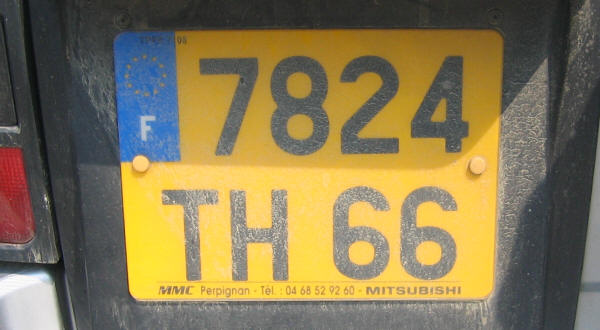 F
7824
TH 66
MMC Perpignan - Tél. : 04 68 52 92 60 - MITSUBISHI